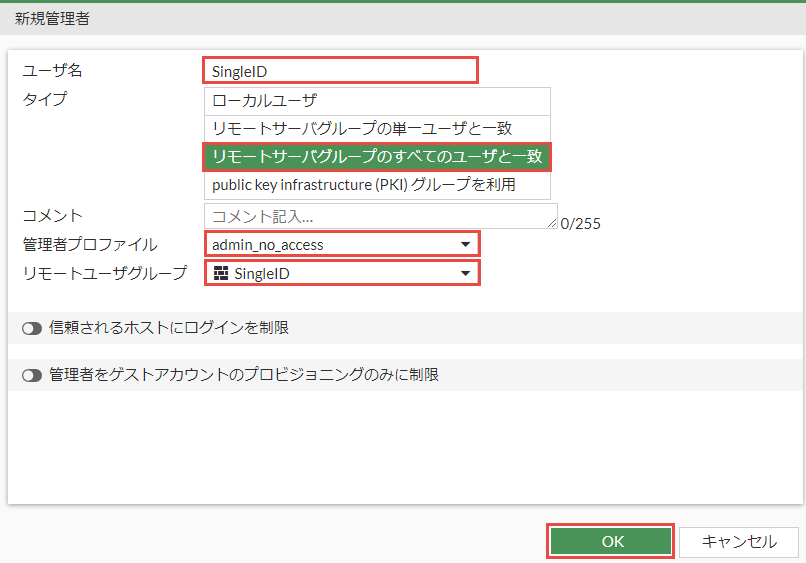 新規管理者
ユーザ名
SingleID
タイプ
ローカルユーザ
リモートサーバグループの単一ユーザと一致
リモートサーバグループのすべてのユーザと一致
public key infrastructure (PKI) グループを利用
コメント
コメント記入...
0/255
管理者プロファイル
admin_no_access
リモートユーザグループ
SingleID
信頼されるホストにログインを制限
管理者をゲストアカウントのプロビジョニングのみに制限
OK
キャンセル